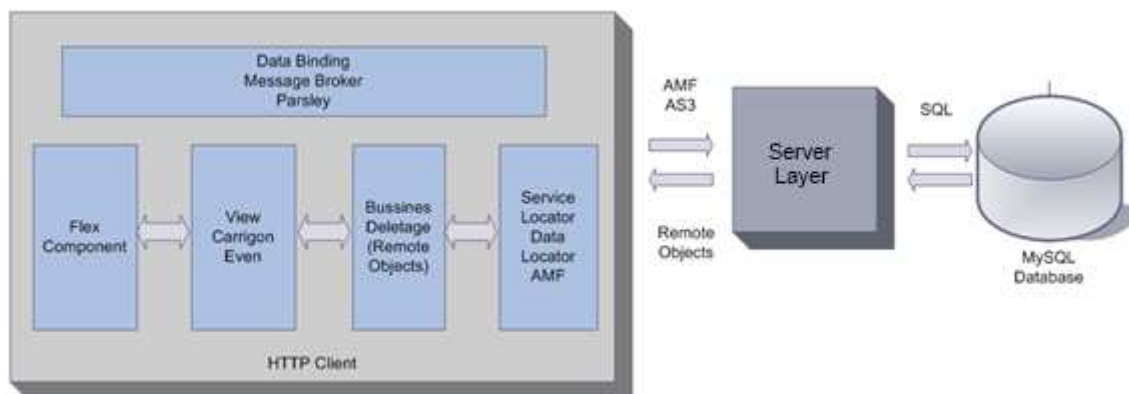 Data Binding
Message Broker
Parsley
Flex
Component
View
Carrigon
Even
Bussines
Deletage
(Remote
Objects)
Service
Locator
Data
Locator
AMF
HTTP Client
AMF
AS3
Remote
Objects
Server
Layer
SQL
MySQL
Database